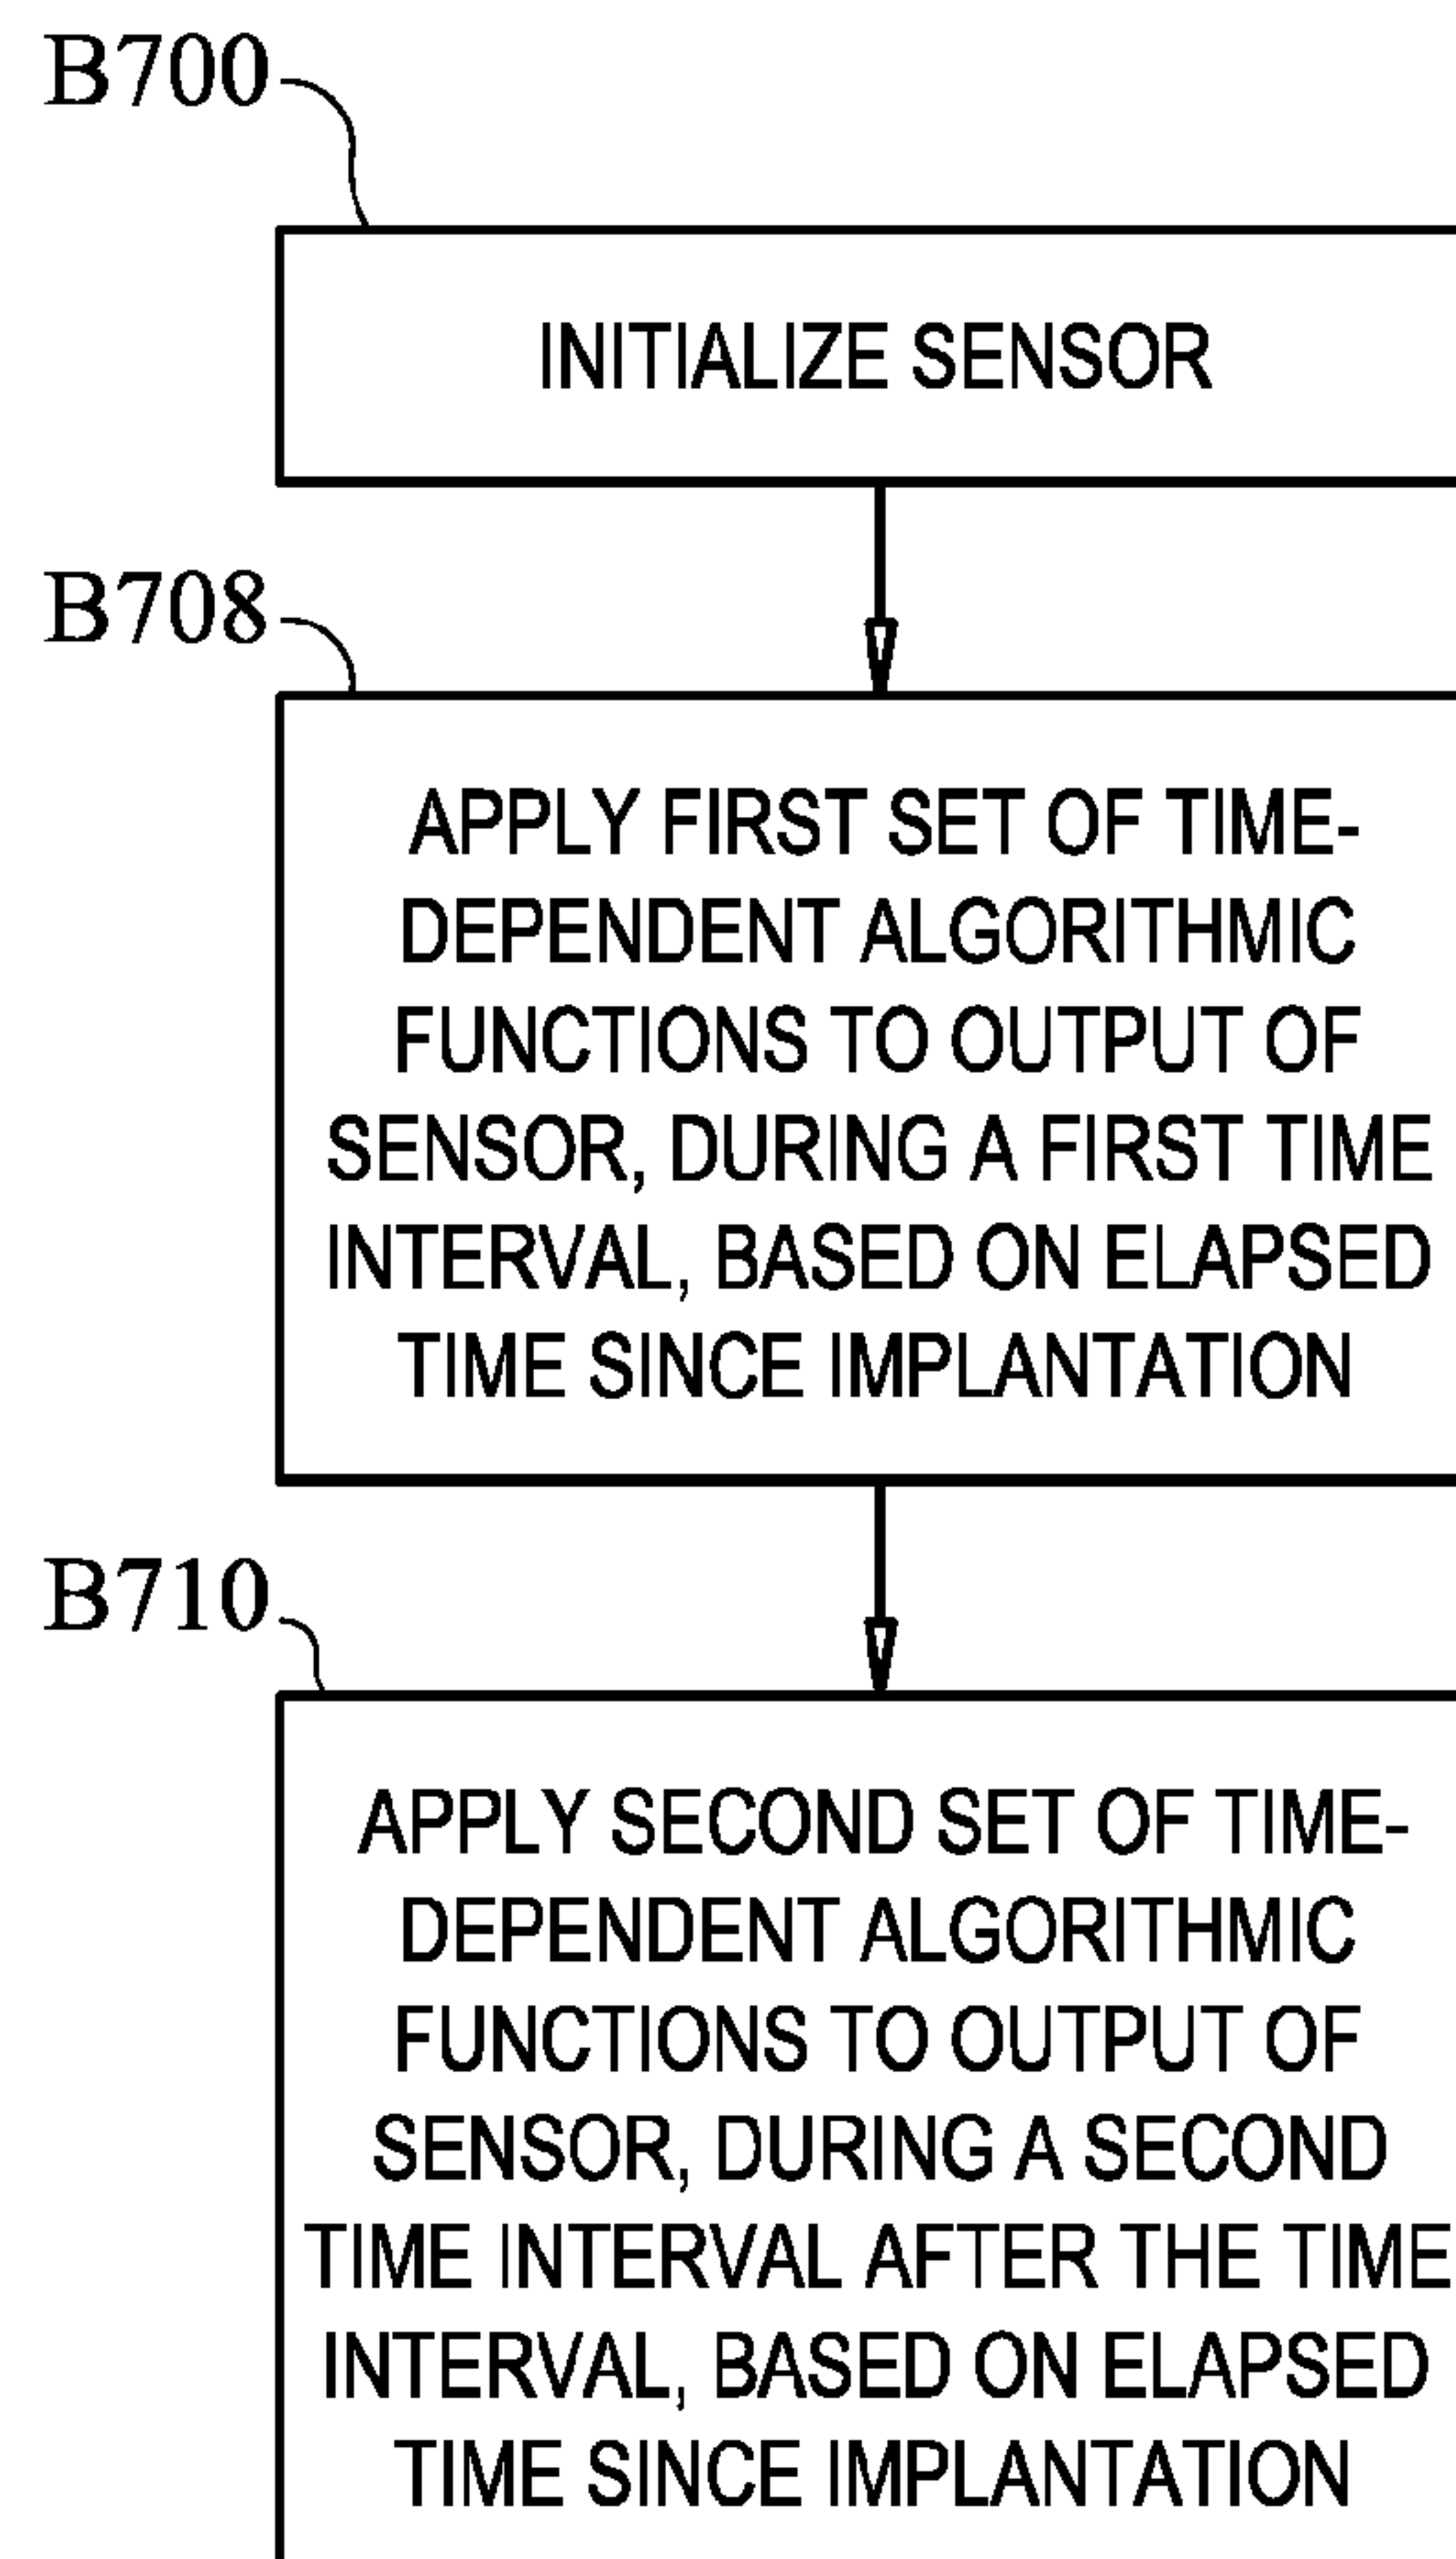 B700
INITIALIZE SENSOR
B708
APPLY FIRST SET OF TIME-
DEPENDENT ALGORITHMIC
FUNCTIONS TO OUTPUT OF
SENSOR, DURING A FIRST TIME
INTERVAL, BASED ON ELAPSED
TIME SINCE IMPLANTATION
B710
APPLY SECOND SET OF TIME-
DEPENDENT ALGORITHMIC
FUNCTIONS TO OUTPUT OF
SENSOR, DURING A SECOND
TIME INTERVAL AFTER THE TIME
INTERVAL, BASED ON ELAPSED
TIME SINCE IMPLANTATION